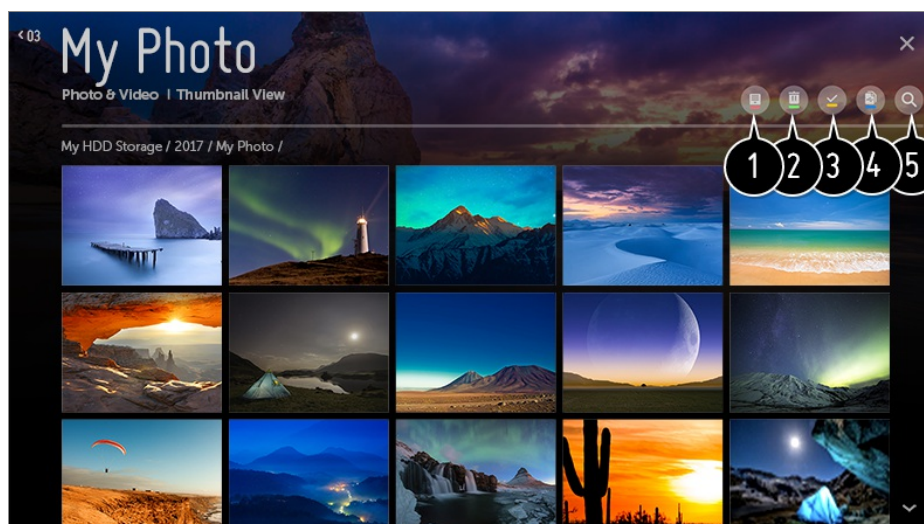 03
My Photo
Photo & Video | Thumbnail View
My HDD Storage / 2017 / My Photo /
1 2 3 4 5